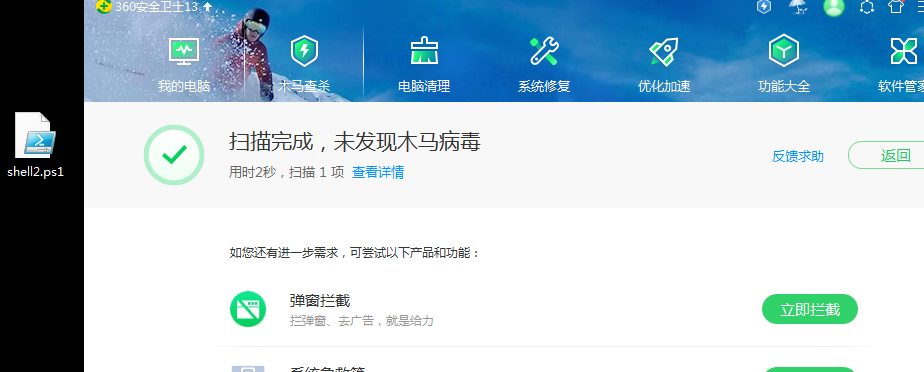 360安全卫士13
我的电脑
木马查杀
电脑清理
系统修复
优化加速
功能大全
软件管家
shell2.ps1
扫描完成，未发现木马病毒
用时2秒，扫描 1 项 查看详情
反馈求助
返回
如您还有进一步需求，可尝试以下产品和功能：
弹窗拦截
拦弹窗、去广告，就是给力
立即拦截
系统急救箱